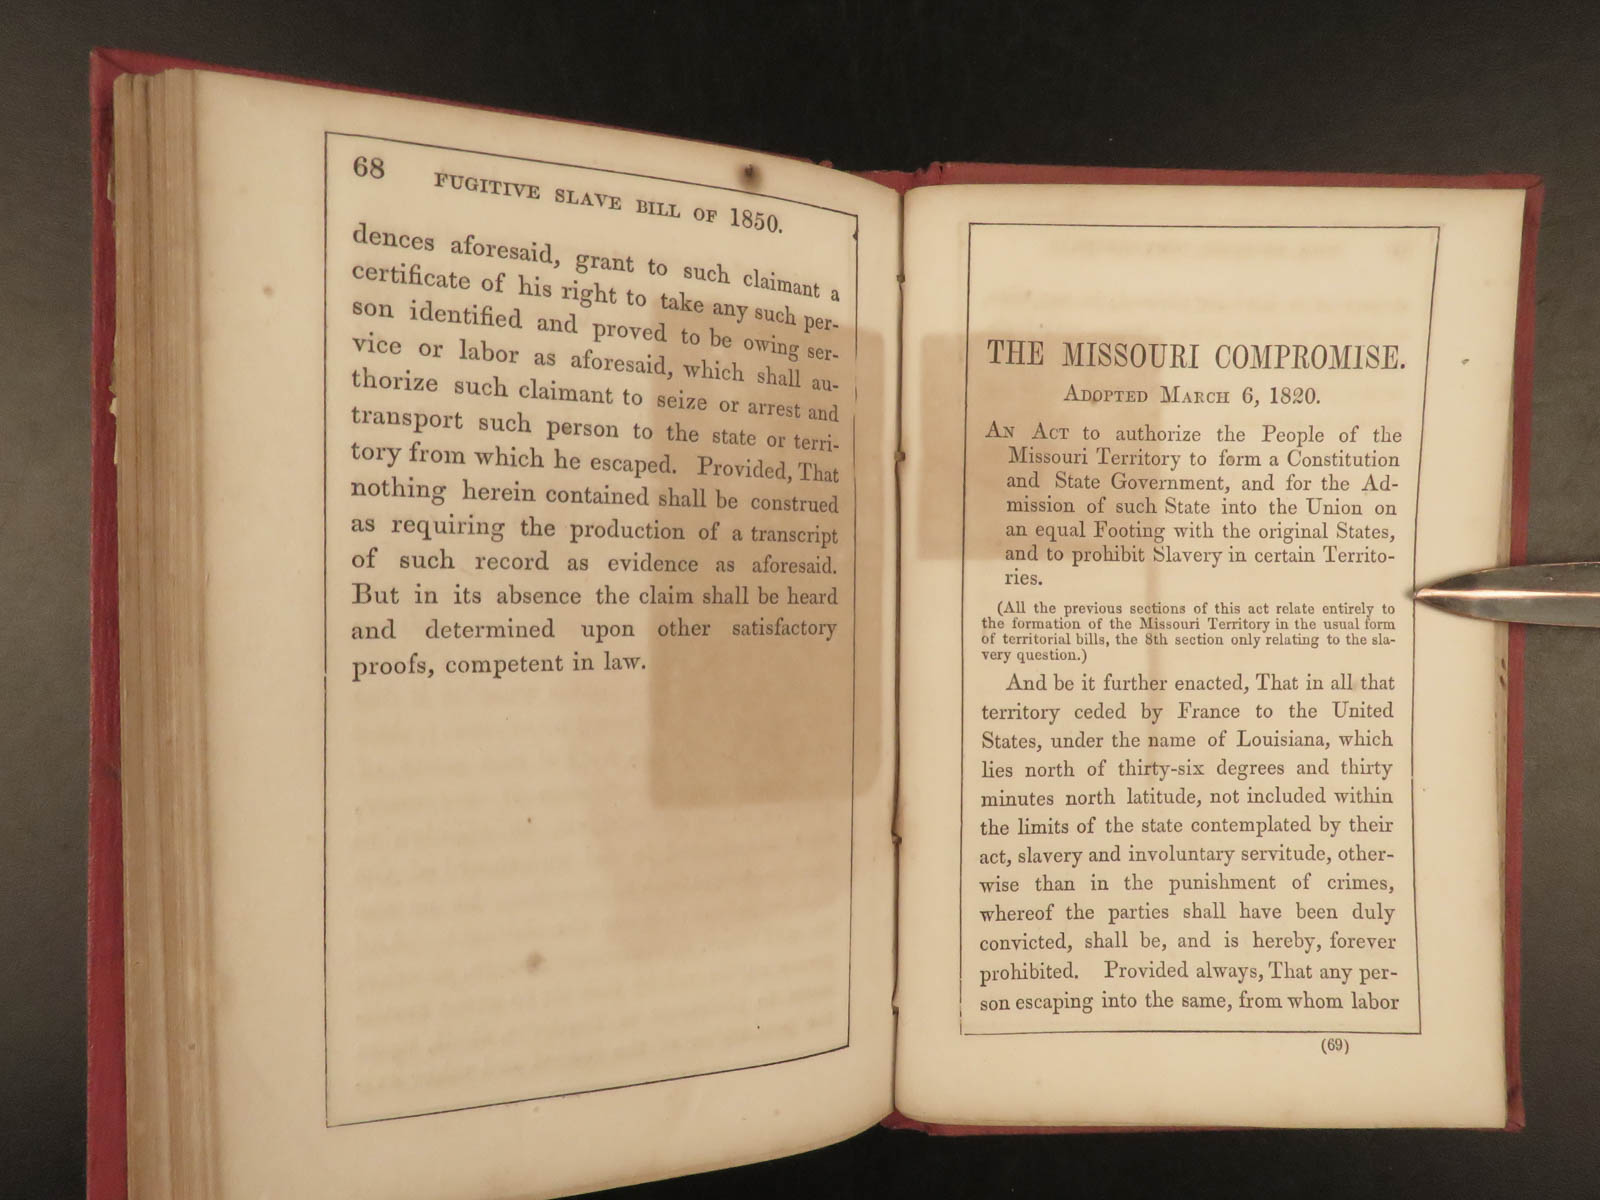 68 FUGITIVE SLAVE BILL OF 1850.
dences aforesaid, grant to such claimant a
certificate of his right to take any such per-
son identified and proved to be owing ser-
vice or labor as aforesaid, which shall au-
thorize such claimant to seize or arrest and
transport such person to the state or terri-
tory from which he escaped. Provided, That
nothing herein contained shall be construed
as requiring the production of a transcript
of such record as evidence as aforesaid.
But in its absence the claim shall be heard
and determined upon other satisfactory
proofs, competent in law.
THE MISSOURI COMPROMISE.
ADOPTED MARCH 6, 1820.
AN ACT to authorize the People of the
Missouri Territory to form a Constitution
and State Government, and for the Ad-
mission of such State into the Union on
an equal Footing with the original States,
and to prohibit Slavery in certain Territo-
ries.
(All the previous sections of this act relate entirely to
the formation of the Missouri Territory in the usual form
of territorial bills, the 8th section only relating to the sla-
very question.)
And be it further enacted, That in all that
territory ceded by France to the United
States, under the name of Louisiana, which
lies north of thirty-six degrees and thirty
minutes north latitude, not included within
the limits of the state contemplated by their
act, slavery and involuntary servitude, other-
wise than in the punishment of crimes,
whereof the parties shall have been duly
convicted, shall be, and is hereby, forever
prohibited. Provided always, That any per-
son escaping into the same, from whom labor
(69)